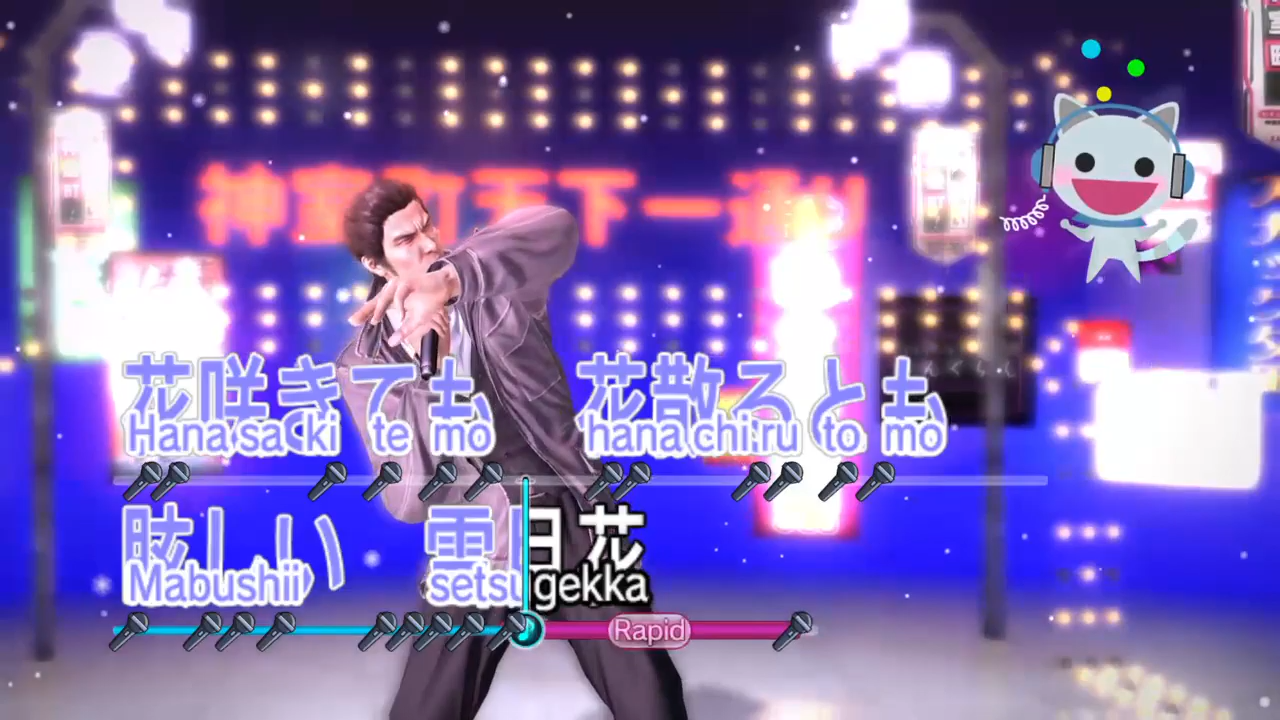 神室町天下一通り
花咲きても 花散るとも
Hana sa ki te mo hana chi ru to mo
眩しい 雪月花
Mabushii setsugekka
Rapid